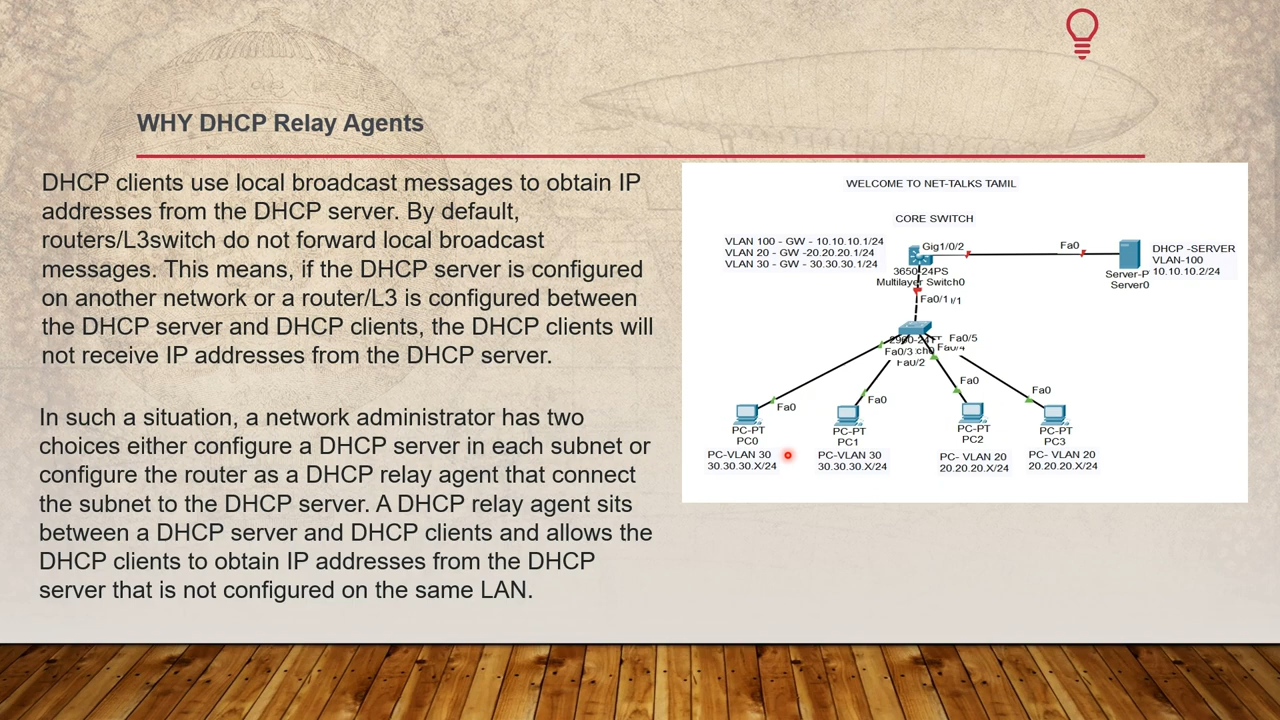 WHY DHCP Relay Agents
DHCP clients use local broadcast messages to obtain IP
addresses from the DHCP server. By default,
routers/L3switch do not forward local broadcast
messages. This means, if the DHCP server is configured
on another network or a router/L3 is configured between
the DHCP server and DHCP clients, the DHCP clients will
not receive IP addresses from the DHCP server.
In such a situation, a network administrator has two
choices either configure a DHCP server in each subnet or
configure the router as a DHCP relay agent that connect
the subnet to the DHCP server. A DHCP relay agent sits
between a DHCP server and DHCP clients and allows the
DHCP clients to obtain IP addresses from the DHCP
server that is not configured on the same LAN.
WELCOME TO NET-TALKS TAMIL
CORE SWITCH
VLAN 100 - GW - 10.10.10.1/24
VLAN 20 - GW -20.20.20.1/24
VLAN 30 - GW - 30.30.30.1/24
Gig1/0/2
Fa0
3650-24PS
Multilayer Switch0
Server-P
Server0
DHCP -SERVER
VLAN-100
10.10.10.2/24
Fa0/1
Fa0/5
Fa0/3
Fa0/4
Fa0/2
Fa0
Fa0
Fa0
Fa0
PC-PT
PC0
PC-PT
PC1
PC-PT
PC2
PC-PT
PC3
PC-VLAN 30
30.30.30.X/24
PC-VLAN 30
30.30.30.X/24
PC- VLAN 20
20.20.20.X/24
PC- VLAN 20
20.20.20.X/24